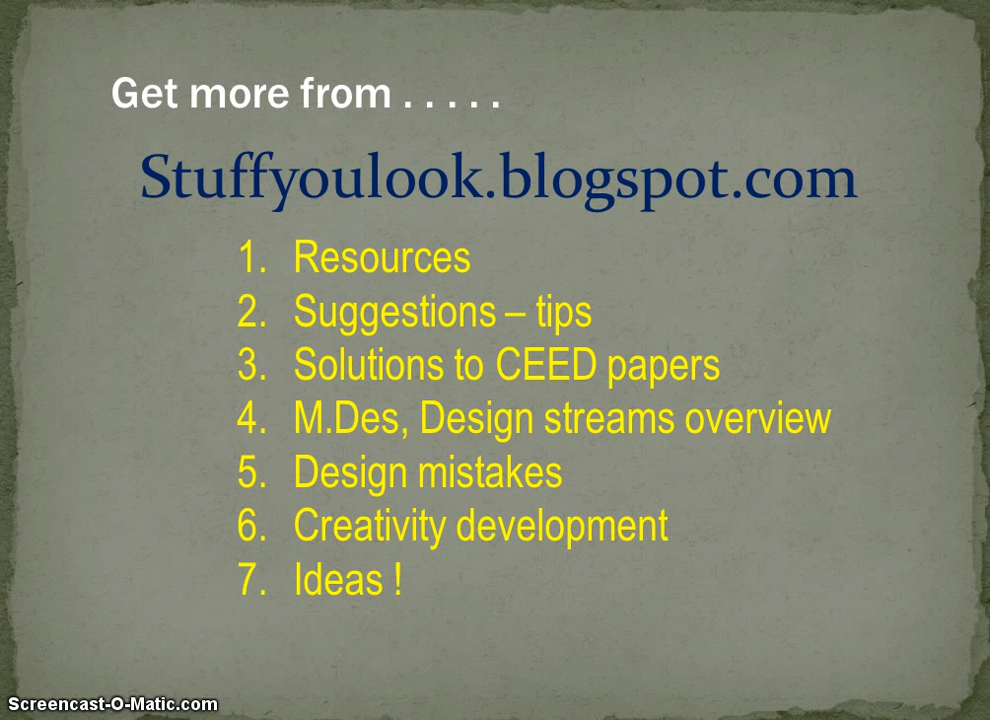 Get more from . . . . .
Stuffyoulook.blogspot.com
1. Resources
2. Suggestions – tips
3. Solutions to CEED papers
4. M.Des, Design streams overview
5. Design mistakes
6. Creativity development
7. Ideas !
Screencast-O-Matic.com